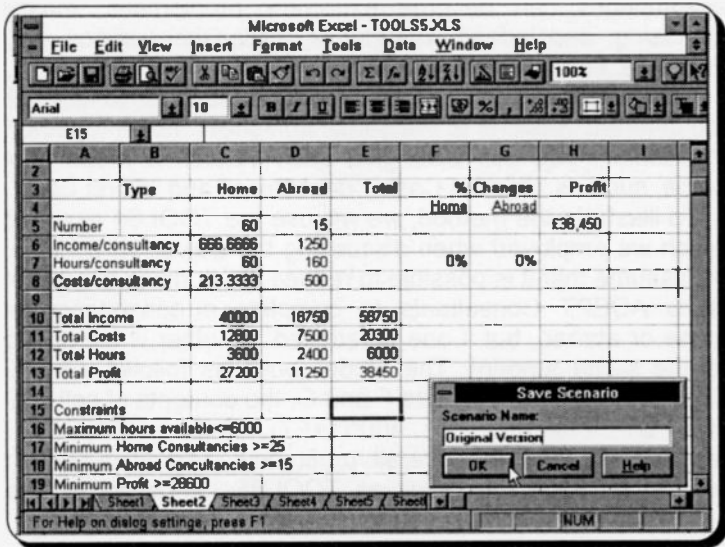 Microsoft Excel - TOOLS5.XLS
File Edit View Insert Format Tools Data Window Help
100%
Arial 10 B I U % ,
E15
A B C D E F G H I
2
3 Type Home Abroad Total % Changes Profit
4 Home Abroad
5 Number 60 15 £38,450
6 Income/consultancy 666.6666 1250
7 Hours/consultancy 60 160 0% 0%
8 Costs/consultancy 213.3333 500
9
10 Total Income 40000 18750 58750
11 Total Costs 12800 7500 20300
12 Total Hours 3600 2400 6000
13 Total Profit 27200 11250 38450
14
15 Constraints
16 Maximum hours available<=6000
17 Minimum Home Consultancies >=25
18 Minimum Abroad Concultancies >=15
19 Minimum Profit >=28600
Save Scenario
Scenario Name:
Original Version
OK Cancel Help
Sheet1 Sheet2 Sheet3 Sheet4 Sheet5
For Help on dialog settings, press F1 NUM